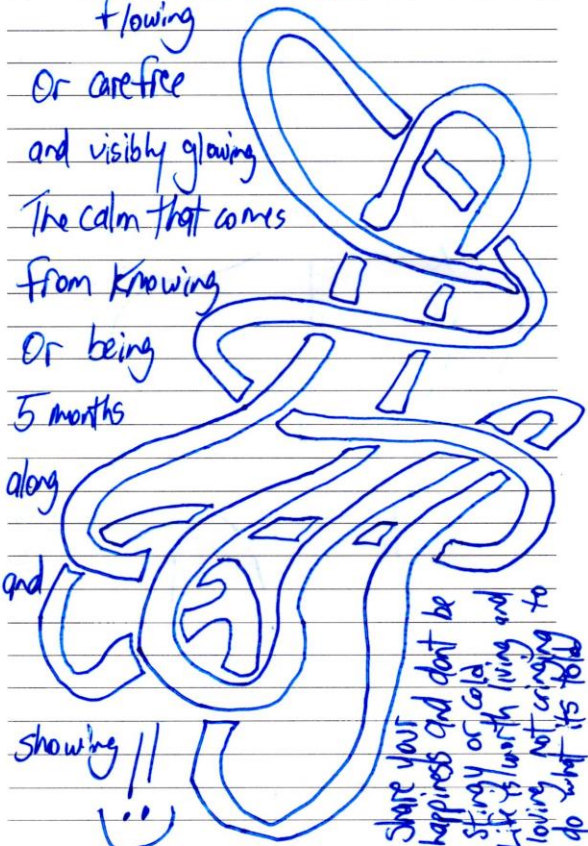 flowing
Or carefree
and visibly glowing
The calm that comes
from knowing
Or being
5 months
along
and
showing!!
Share your
happiness and dont be
stingy or cold
Life is worth living and
loving not cringing to
do what its told